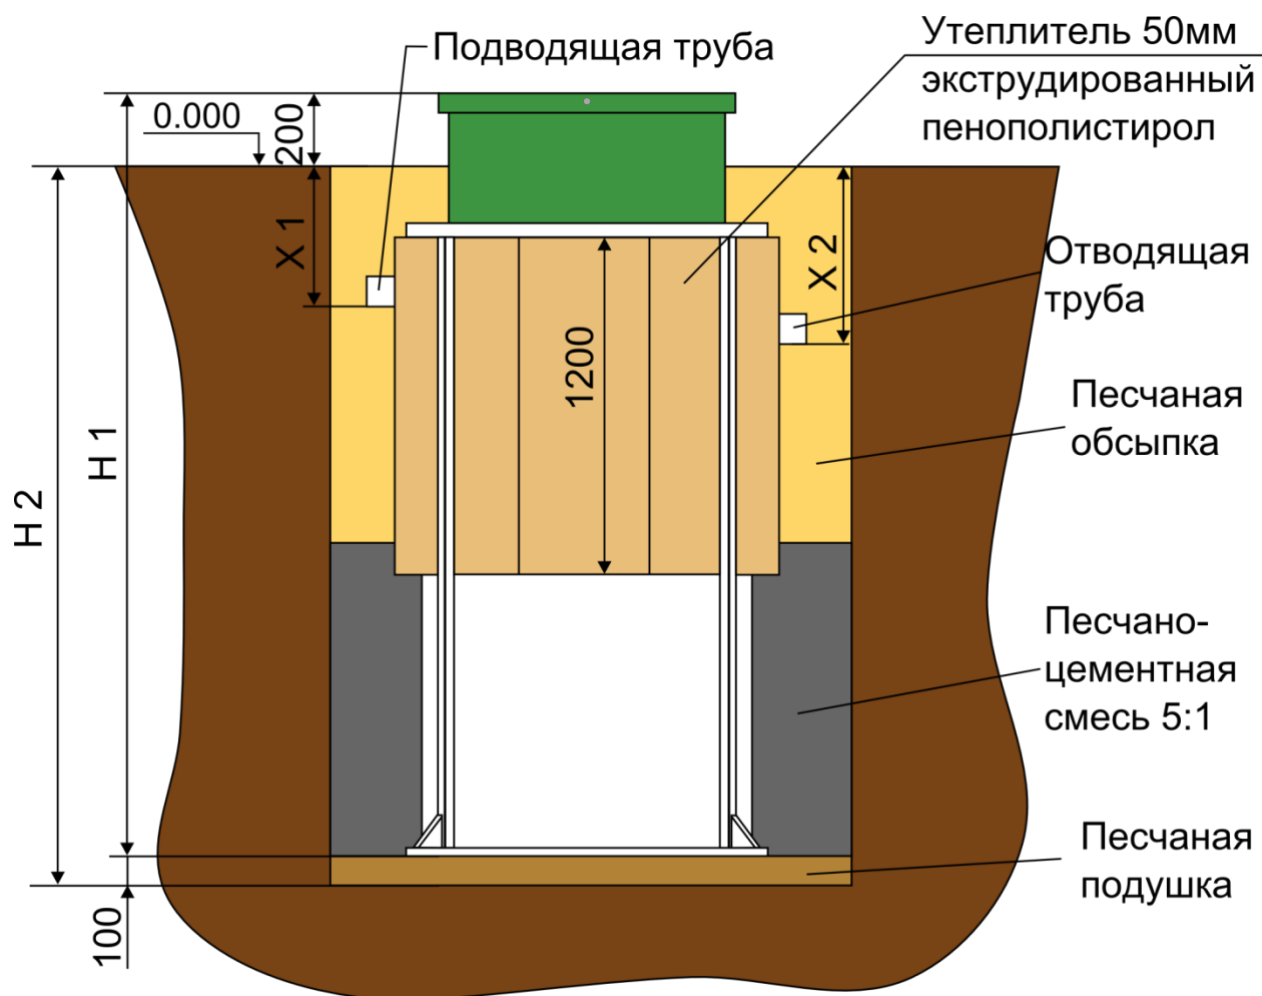 Подводящая труба
Утеплитель 50мм
экструдированный
пенополистирол
0.000
200
X 1
X 2
Отводящая
труба
1200
Песчаная
обсыпка
H 1
H 2
Песчано-
цементная
смесь 5:1
Песчаная
подушка
100